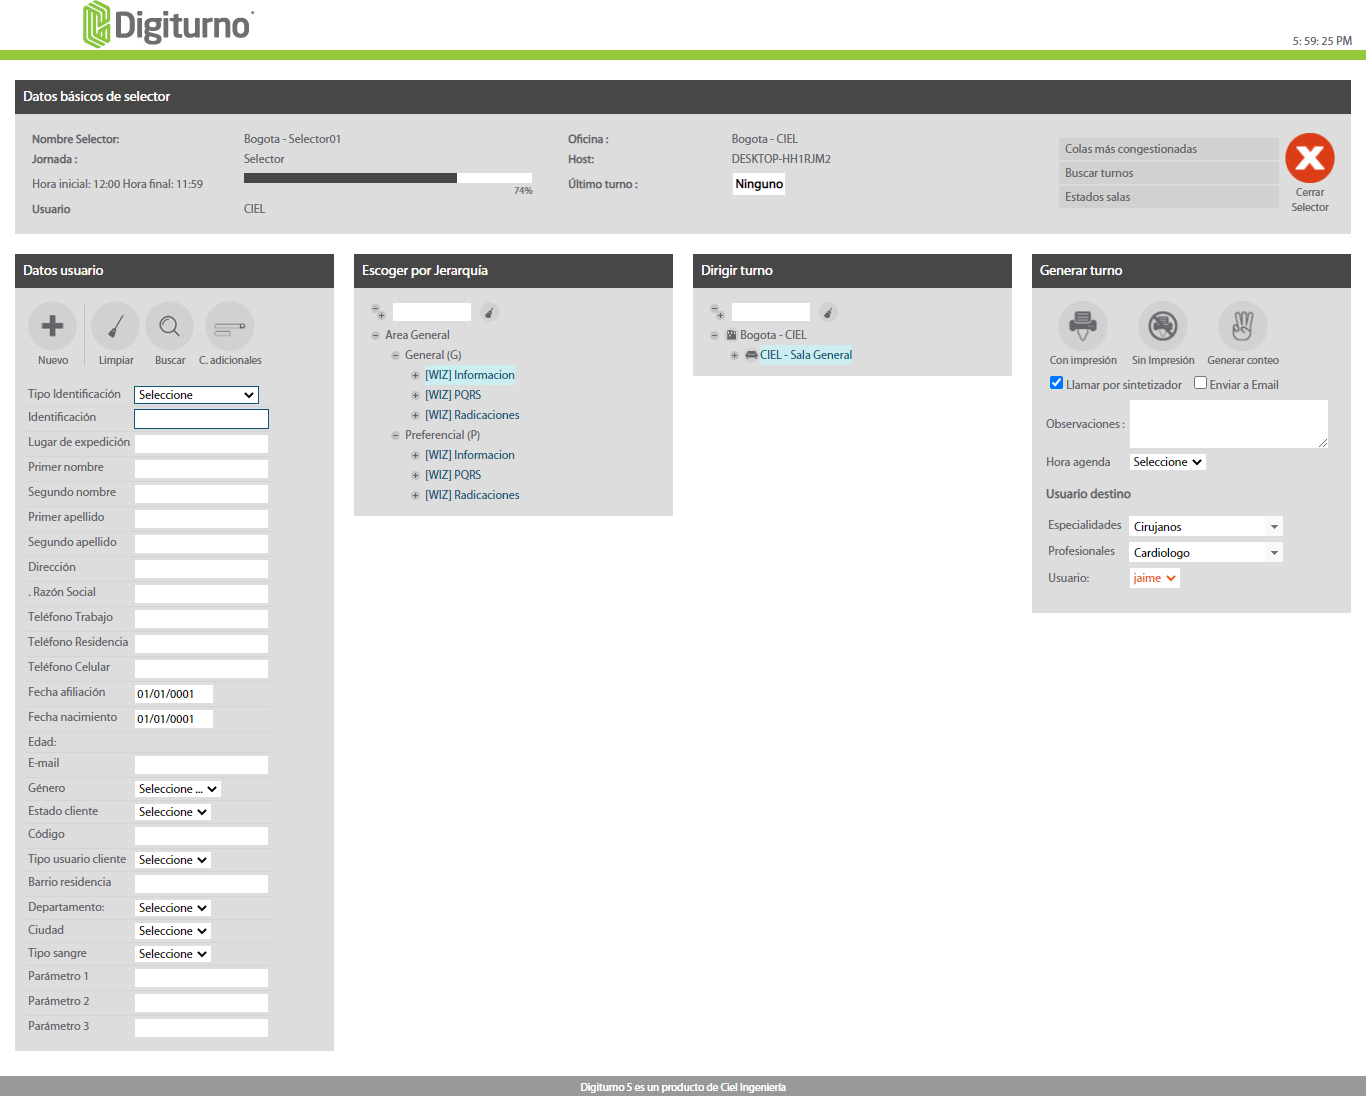 Digiturno
5: 59: 25 PM
Datos básicos de selector
Nombre Selector: Bogota - Selector01 Oficina : Bogota - CIEL
Jornada : Selector Host: DESKTOP-HH1RJM2
Hora inicial: 12:00 Hora final: 11:59 74% Último turno : Ninguno
Usuario CIEL
Colas más congestionadas
Buscar turnos
Estados salas
Cerrar
Selector
Datos usuario
Nuevo Limpiar Buscar C. adicionales
Tipo Identificación Seleccione
Identificación
Lugar de expedición
Primer nombre
Segundo nombre
Primer apellido
Segundo apellido
Dirección
. Razón Social
Teléfono Trabajo
Teléfono Residencia
Teléfono Celular
Fecha afiliación 01/01/0001
Fecha nacimiento 01/01/0001
Edad:
E-mail
Género Seleccione ...
Estado cliente Seleccione
Código
Tipo usuario cliente Seleccione
Barrio residencia
Departamento: Seleccione
Ciudad Seleccione
Tipo sangre Seleccione
Parámetro 1
Parámetro 2
Parámetro 3
Escoger por Jerarquía
Area General
General (G)
[WIZ] Informacion
[WIZ] PQRS
[WIZ] Radicaciones
Preferencial (P)
[WIZ] Informacion
[WIZ] PQRS
[WIZ] Radicaciones
Dirigir turno
Bogota - CIEL
CIEL - Sala General
Generar turno
Con impresión Sin Impresión Generar conteo
Llamar por sintetizador Enviar a Email
Observaciones :
Hora agenda Seleccione
Usuario destino
Especialidades Cirujanos
Profesionales Cardiologo
Usuario: jaime
Digiturno 5 es un producto de Ciel Ingeniería